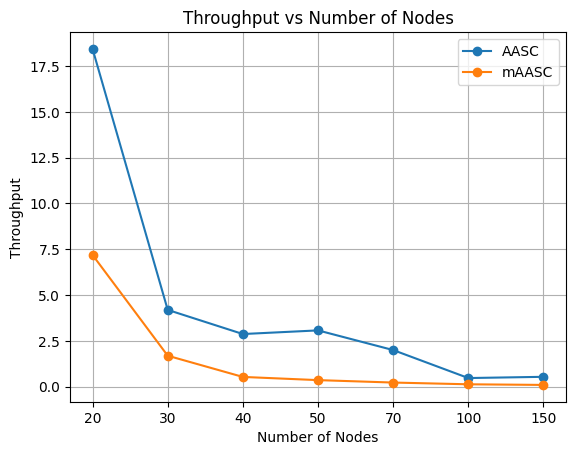 Throughput vs Number of Nodes
AASC
mAASC
Throughput
17.5
15.0
12.5
10.0
7.5
5.0
2.5
0.0
20 30 40 50 70 100 150
Number of Nodes